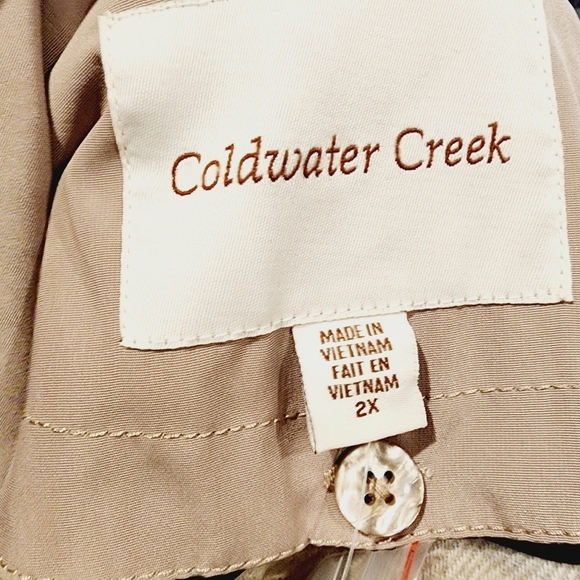 Coldwater Creek
MADE IN
VIETNAM
FAIT EN
VIETNAM
2X